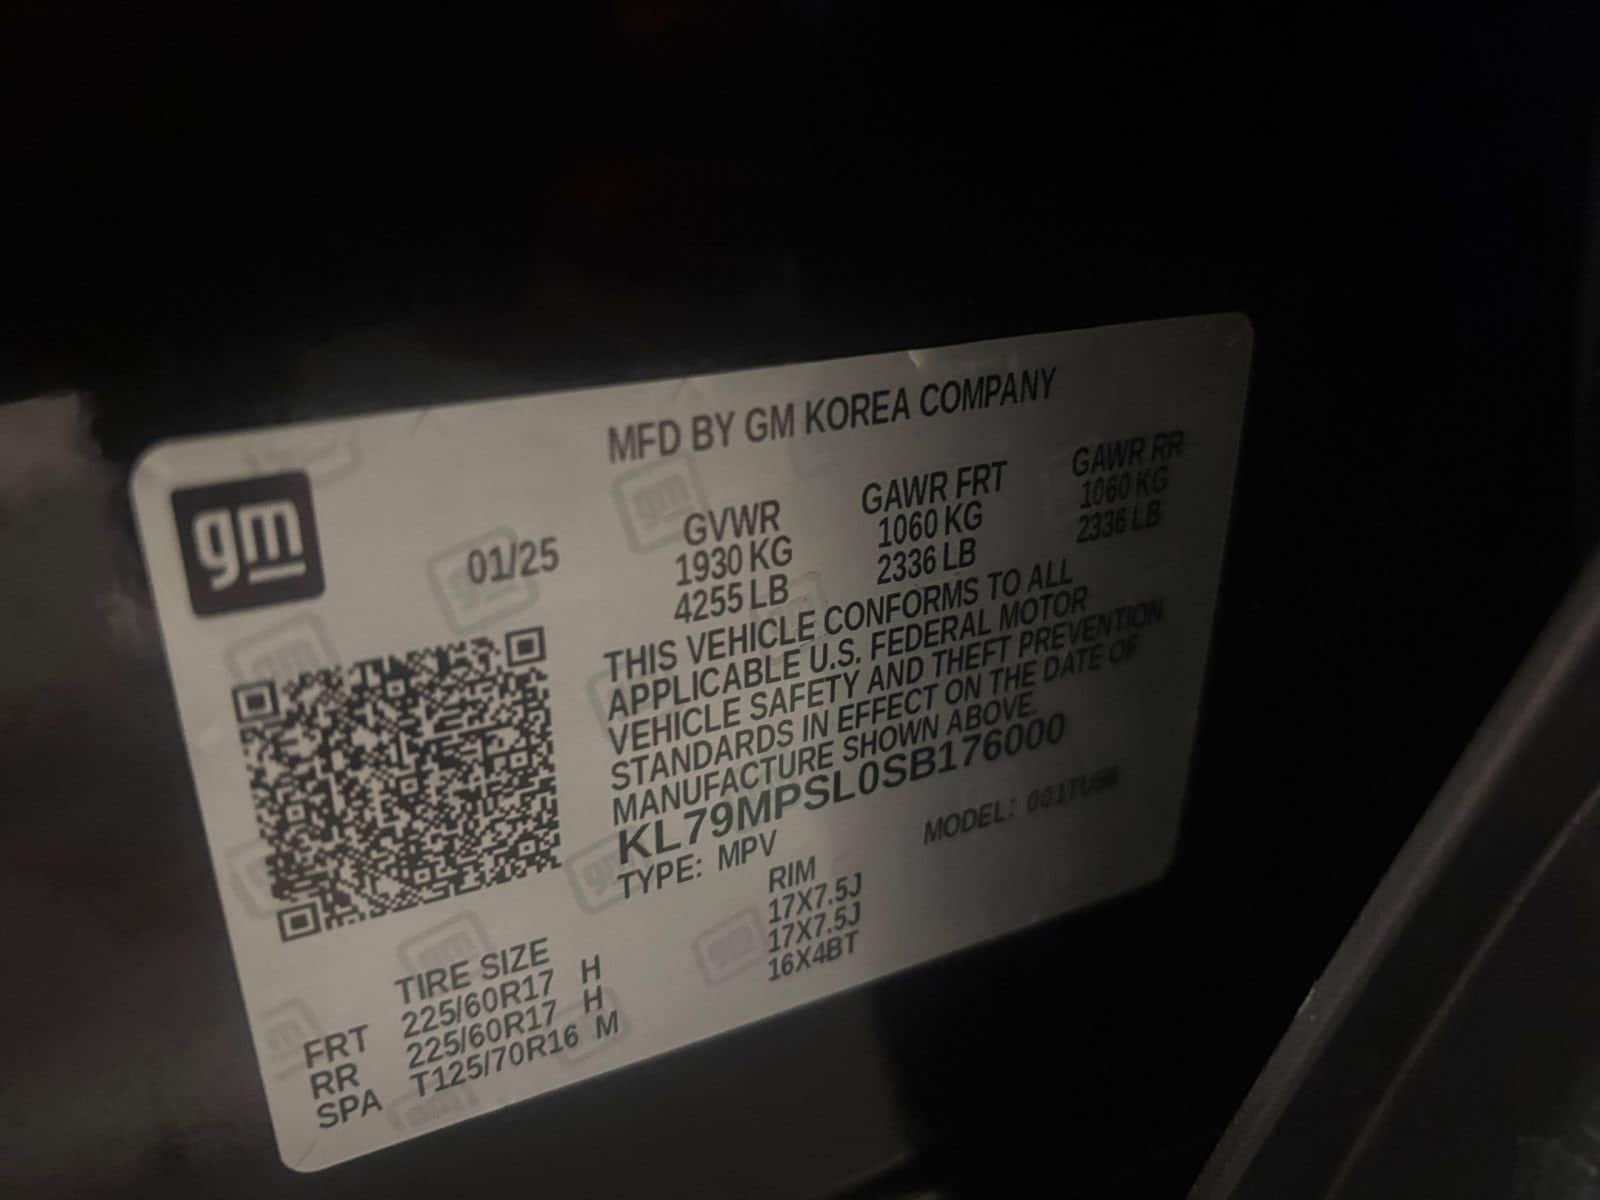 MFD BY GM KOREA COMPANY
gm
01/25
GVWR GAWR FRT GAWR RR
1930 KG 1060 KG 1060 KG
4255 LB 2336 LB 2336 LB
THIS VEHICLE CONFORMS TO ALL
APPLICABLE U.S. FEDERAL MOTOR
VEHICLE SAFETY AND THEFT PREVENTION
STANDARDS IN EFFECT ON THE DATE OF
MANUFACTURE SHOWN ABOVE.
KL79MPSL0SB176000
TYPE: MPV MODEL:
TIRE SIZE RIM
FRT 225/60R17 H 17X7.5J
RR 225/60R17 H 17X7.5J
SPA T125/70R16 M 16X4BT